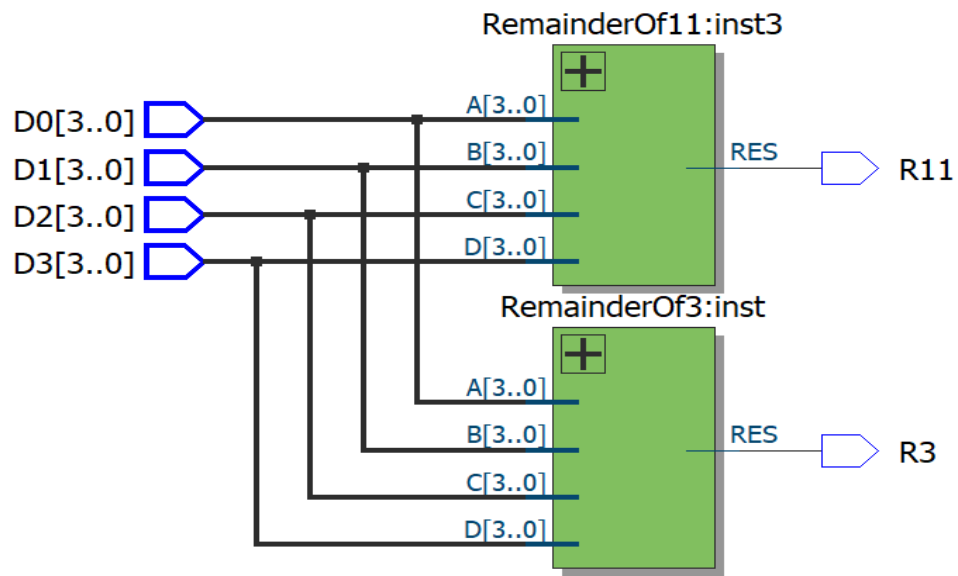 RemainderOf11:inst3
D0[3..0]
A[3..0]
D1[3..0]
B[3..0]
RES
R11
D2[3..0]
C[3..0]
D3[3..0]
D[3..0]
RemainderOf3:inst
A[3..0]
B[3..0]
RES
R3
C[3..0]
D[3..0]